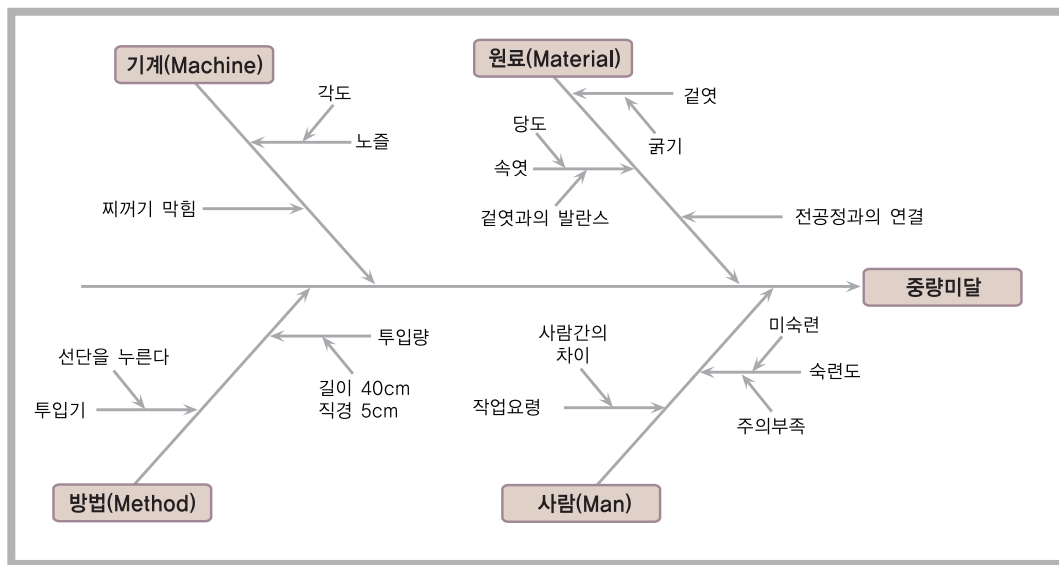 기계(Machine)
각도
노즐
찌꺼기 막힘
원료(Material)
겉엿
굵기
당도
속엿
겉엿과의 발란스
전공정과의 연결
중량미달
투입량
선단을 누른다
길이 40cm
직경 5cm
투입기
방법(Method)
사람간의
차이
미숙련
숙련도
작업요령
주의부족
사람(Man)